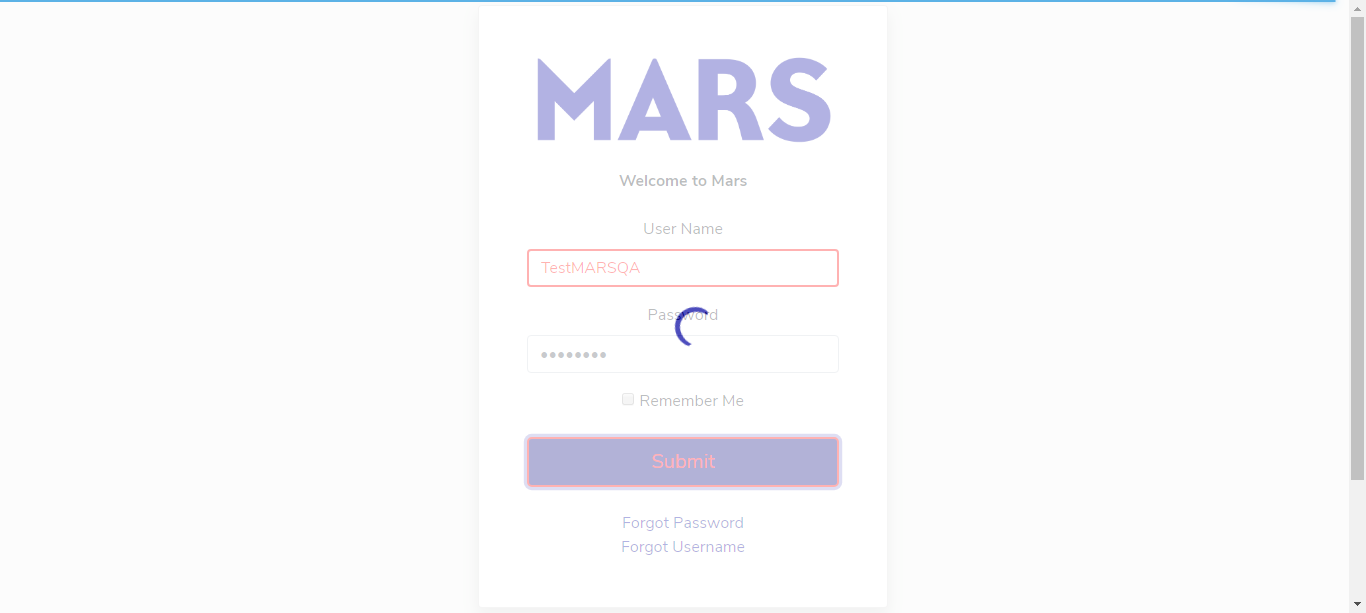 MARS
Welcome to Mars
User Name
TestMARSQA
Password
Remember Me
Submit
Forgot Password
Forgot Username